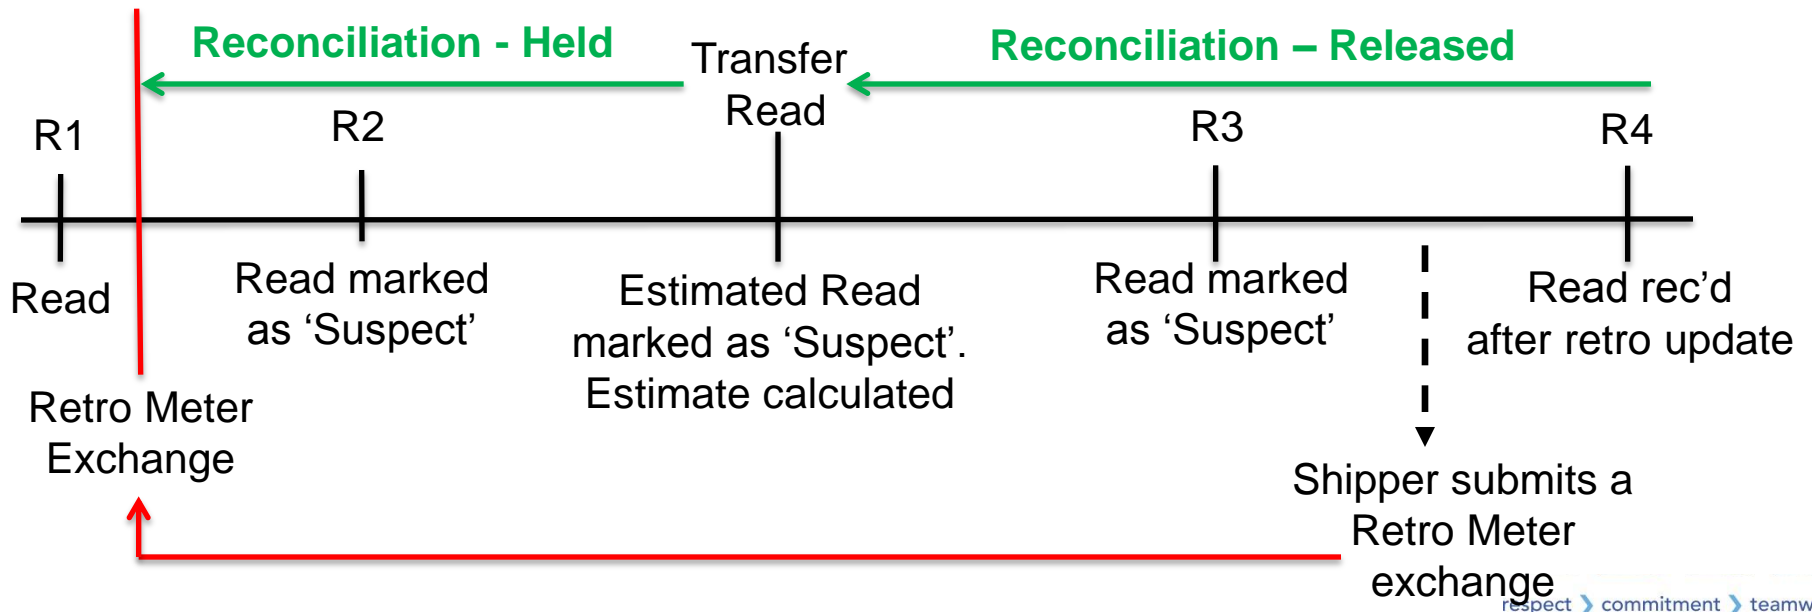 Reconciliation - Held
Transfer
Read
Reconciliation – Released
R1
R2
R3
R4
Read
Read marked
as ‘Suspect’
Estimated Read
marked as ‘Suspect’.
Estimate calculated
Read marked
as ‘Suspect’
Read rec’d
after retro update
Retro Meter
Exchange
Shipper submits a
Retro Meter
exchange
respect › commitment › teamw